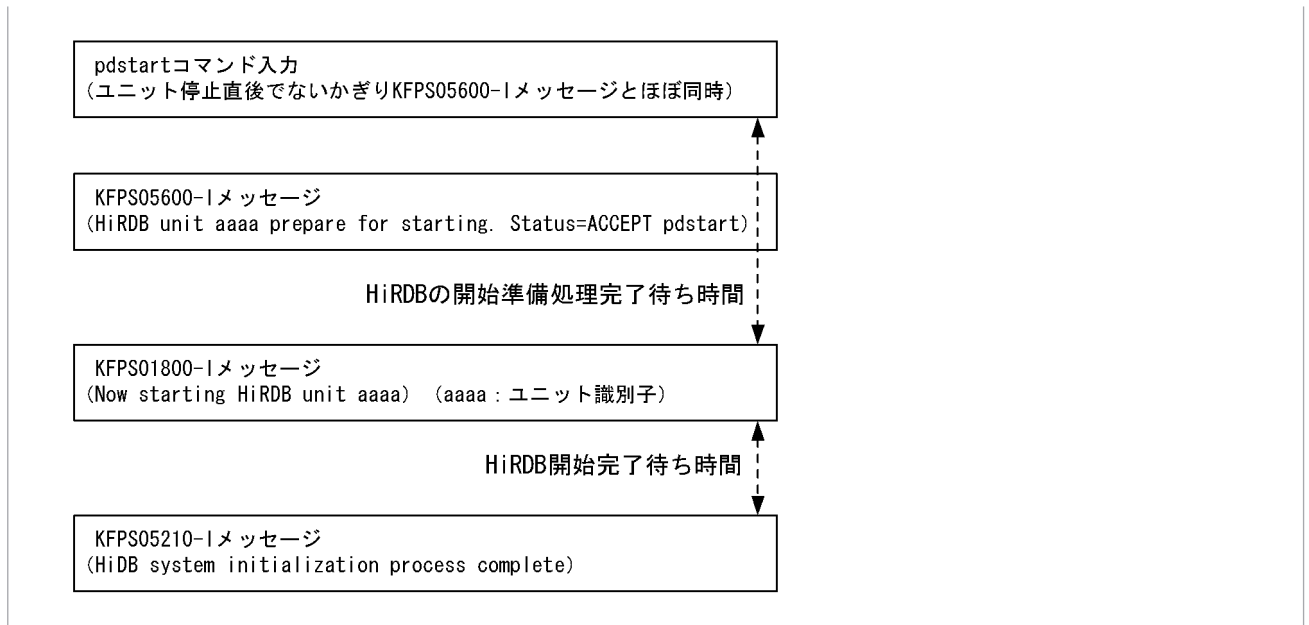 pdstartコマンド入力
(ユニット停止直後でないかぎりKFPS05600-Iメッセージとほぼ同時)
KFPS05600-Iメッセージ
(HiRDB unit aaaa prepare for starting. Status=ACCEPT pdstart)
HiRDBの開始準備処理完了待ち時間
KFPS01800-Iメッセージ
(Now starting HiRDB unit aaaa) (aaaa:ユニット識別子)
HiRDB開始完了待ち時間
KFPS05210-Iメッセージ
(HiDB system initialization process complete)